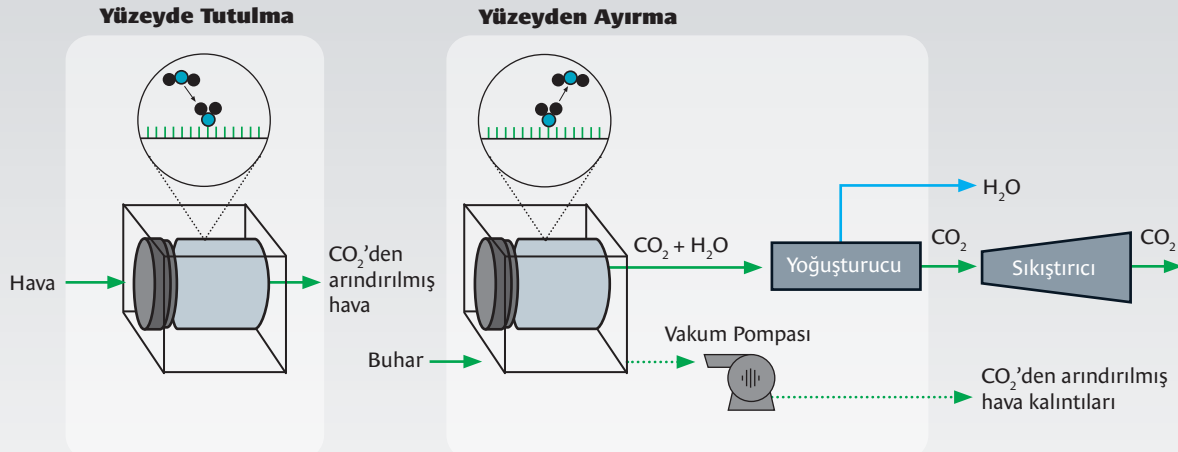 Yüzeyde Tutulma
Hava
CO₂'den
arındırılmış
hava
Yüzeyden Ayırma
Buhar
CO₂ + H₂O
Yoğuşturucu
H₂O
CO₂
Sıkıştırıcı
CO₂
Vakum Pompası
CO₂'den arındırılmış
hava kalıntıları